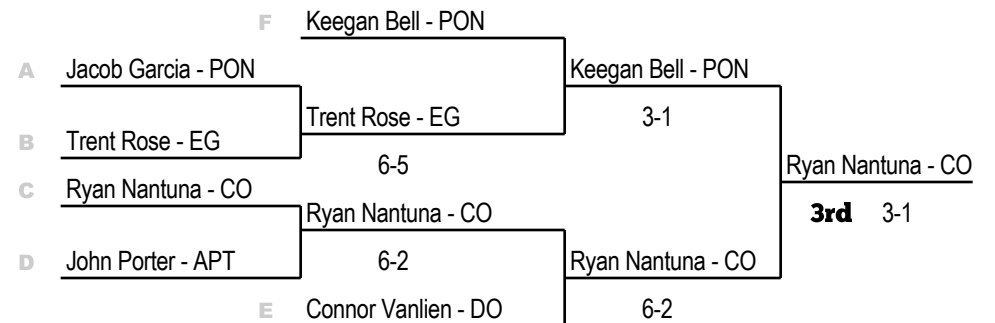 F Keegan Bell - PON
A Jacob Garcia - PON Keegan Bell - PON
Trent Rose - EG 3-1
B Trent Rose - EG
6-5 Ryan Nantuna - CO
C Ryan Nantuna - CO
Ryan Nantuna - CO 3rd 3-1
D John Porter - APT 6-2 Ryan Nantuna - CO
E Connor Vanlien - DO 6-2